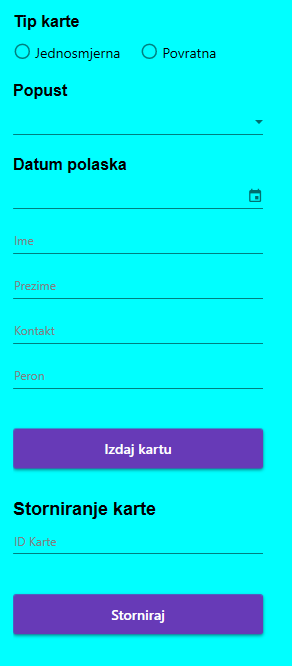 Tip karte
Jednosmjerna Povratna
Popust
Datum polaska
Ime
Prezime
Kontakt
Peron
Izdaj kartu
Storniranje karte
ID Karte
Storniraj